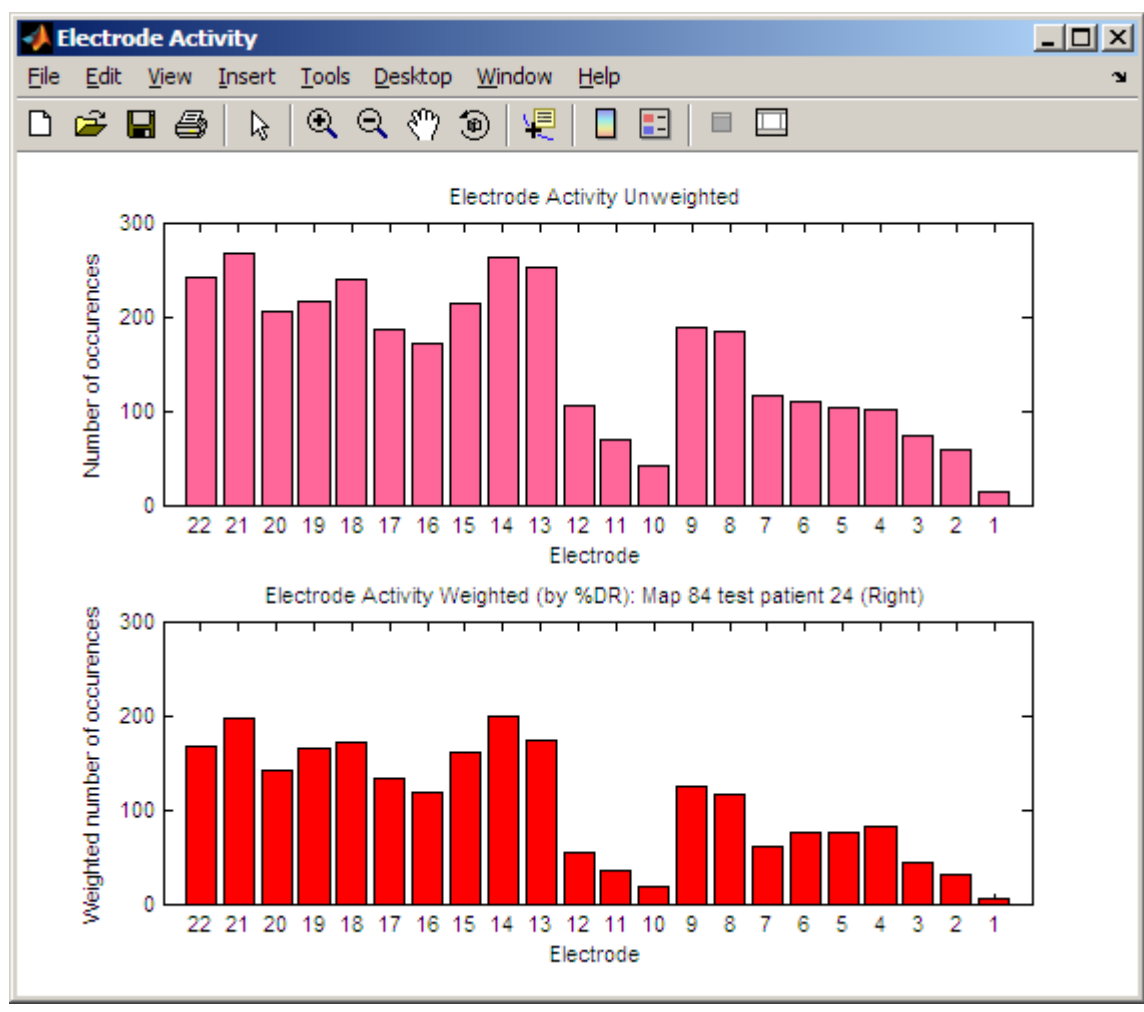 Electrode Activity
File Edit View Insert Tools Desktop Window Help
Electrode Activity Unweighted
Number of occurences
300
200
100
0
22 21 20 19 18 17 16 15 14 13 12 11 10 9 8 7 6 5 4 3 2 1
Electrode
Electrode Activity Weighted (by %DR): Map 84 test patient 24 (Right)
Weighted number of occurences
300
200
100
0
22 21 20 19 18 17 16 15 14 13 12 11 10 9 8 7 6 5 4 3 2 1
Electrode